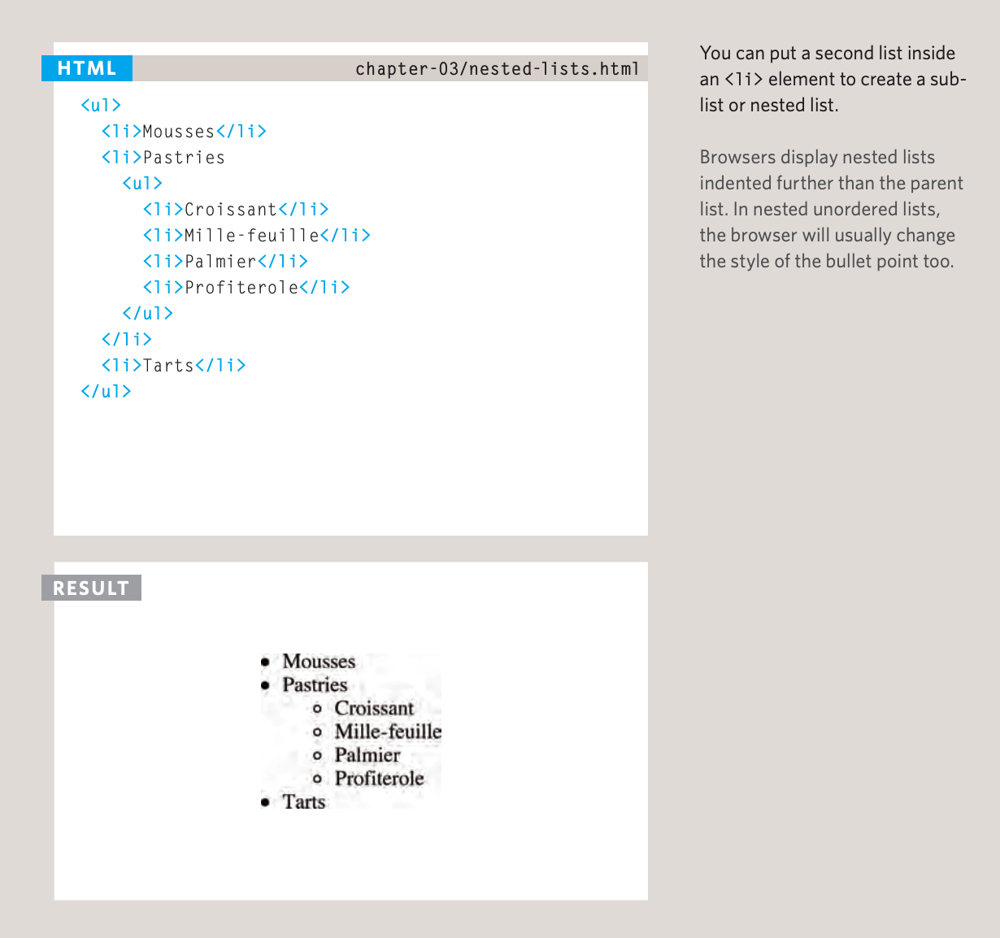 HTML
chapter-03/nested-lists.html
<ul>
<li>Mousses</li>
<li>Pastries
<ul>
<li>Croissant</li>
<li>Mille-feuille</li>
<li>Palmier</li>
<li>Profiterole</li>
</ul>
</li>
<li>Tarts</li>
</ul>
RESULT
• Mousses
• Pastries
◦ Croissant
◦ Mille-feuille
◦ Palmier
◦ Profiterole
• Tarts
You can put a second list inside
an <li> element to create a sub-
list or nested list.
Browsers display nested lists
indented further than the parent
list. In nested unordered lists,
the browser will usually change
the style of the bullet point too.